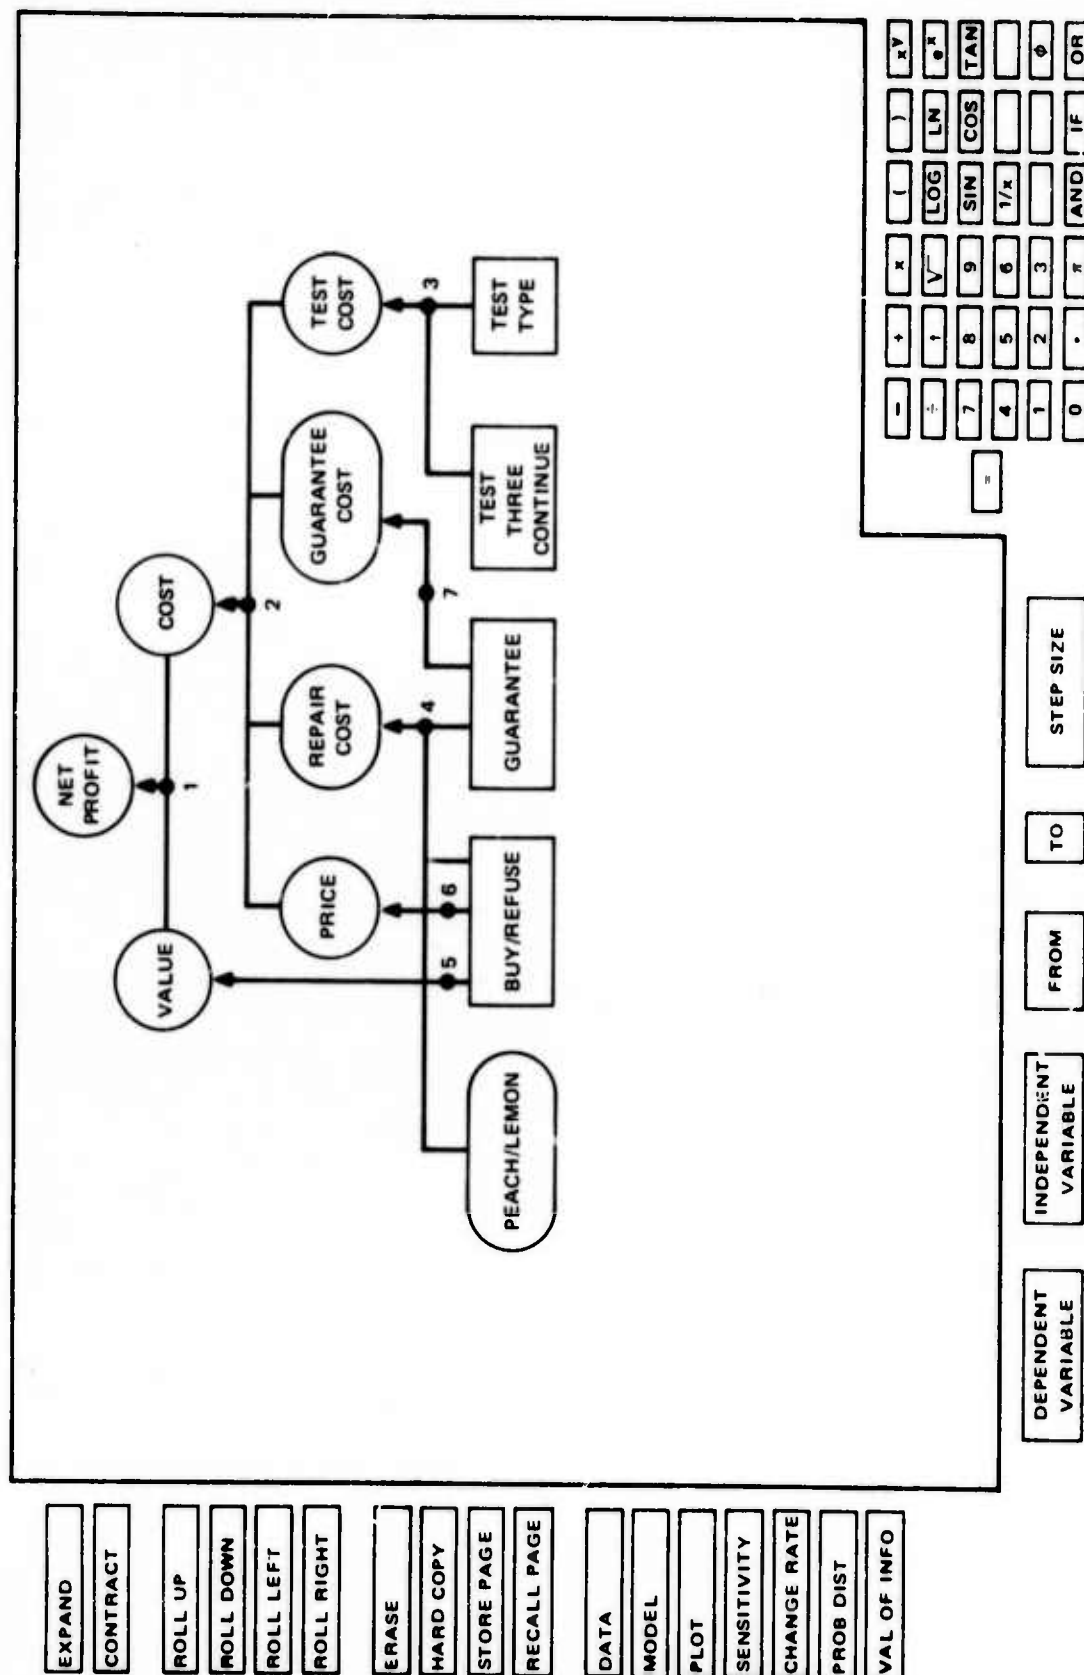 EXPAND
CONTRACT
ROLL UP
ROLL DOWN
ROLL LEFT
ROLL RIGHT
ERASE
HARD COPY
STORE PAGE
RECALL PAGE
DATA
MODEL
PLOT
SENSITIVITY
CHANGE RATE
PROB DIST
VAL OF INFO
NET
PROFIT
1
VALUE
COST
2
PRICE
REPAIR
COST
GUARANTEE
COST
TEST
COST
5
6
4
7
3
PEACH/LEMON
BUY/REFUSE
GUARANTEE
TEST
THREE
CONTINUE
TEST
TYPE
− + × ( ) xʸ
÷ ↑ √ LOG LN eˣ
7 8 9 SIN COS TAN
=
4 5 6 1/x
1 2 3 φ
0 · π AND IF OR
DEPENDENT
VARIABLE
INDEPENDENT
VARIABLE
FROM
TO
STEP SIZE